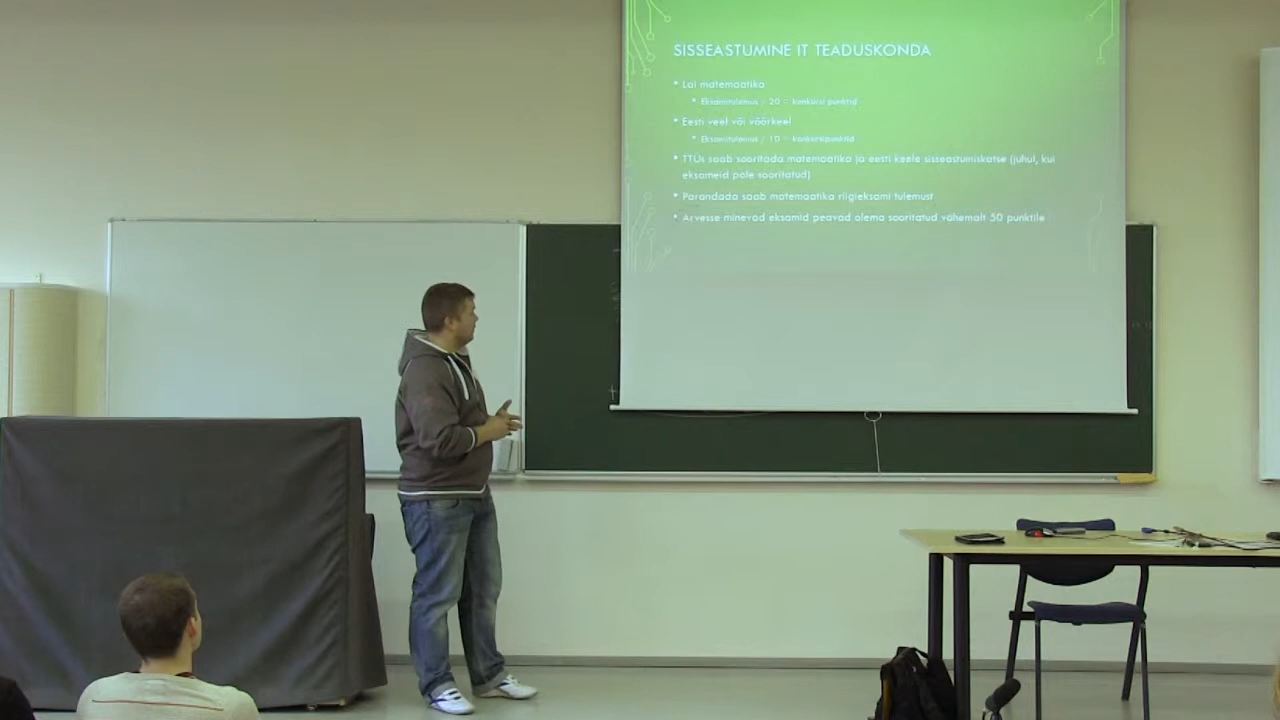 SISSEASTUMINE IT TEADUSKONDA
• Lai matemaatika
• Eksamitulemus / 20 = konkursi punktid
• Eesti keel või võõrkeel
• Eksamitulemus / 10 = konkursipunktid
• TTÜs saab sooritada matemaatika ja eesti keele sisseastumiskatse (juhul, kui
eksameid pole sooritatud)
• Parandada saab matemaatika riigieksami tulemust
• Arvesse minevad eksamid peavad olema sooritatud vähemalt 50 punktile